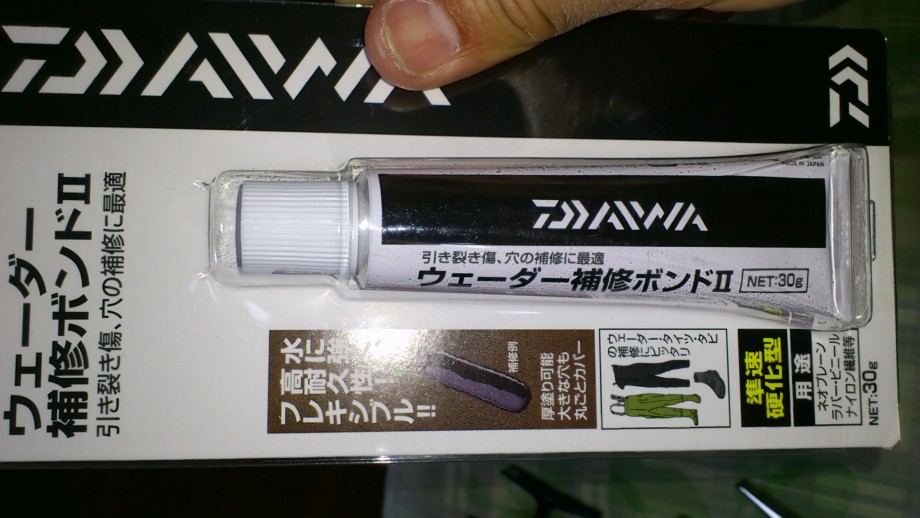 DAIWA
ウェーダー
補修ボンドII
引き裂き傷、穴の補修に最適
MADE IN JAPAN
DAIWA
引き裂き傷、穴の補修に最適
ウェーダー補修ボンドII
NET:30g
水に強い
高耐久性
フレキシブル!!
補修例
厚塗り可能
大きな穴も
丸ごとカバー
ウェーダー・タイツ・タビ
の補修にピッタリ
準速
硬化型
用途
ネオプレーン
ラバー・ビニール
ナイロン繊維等
NET:30g